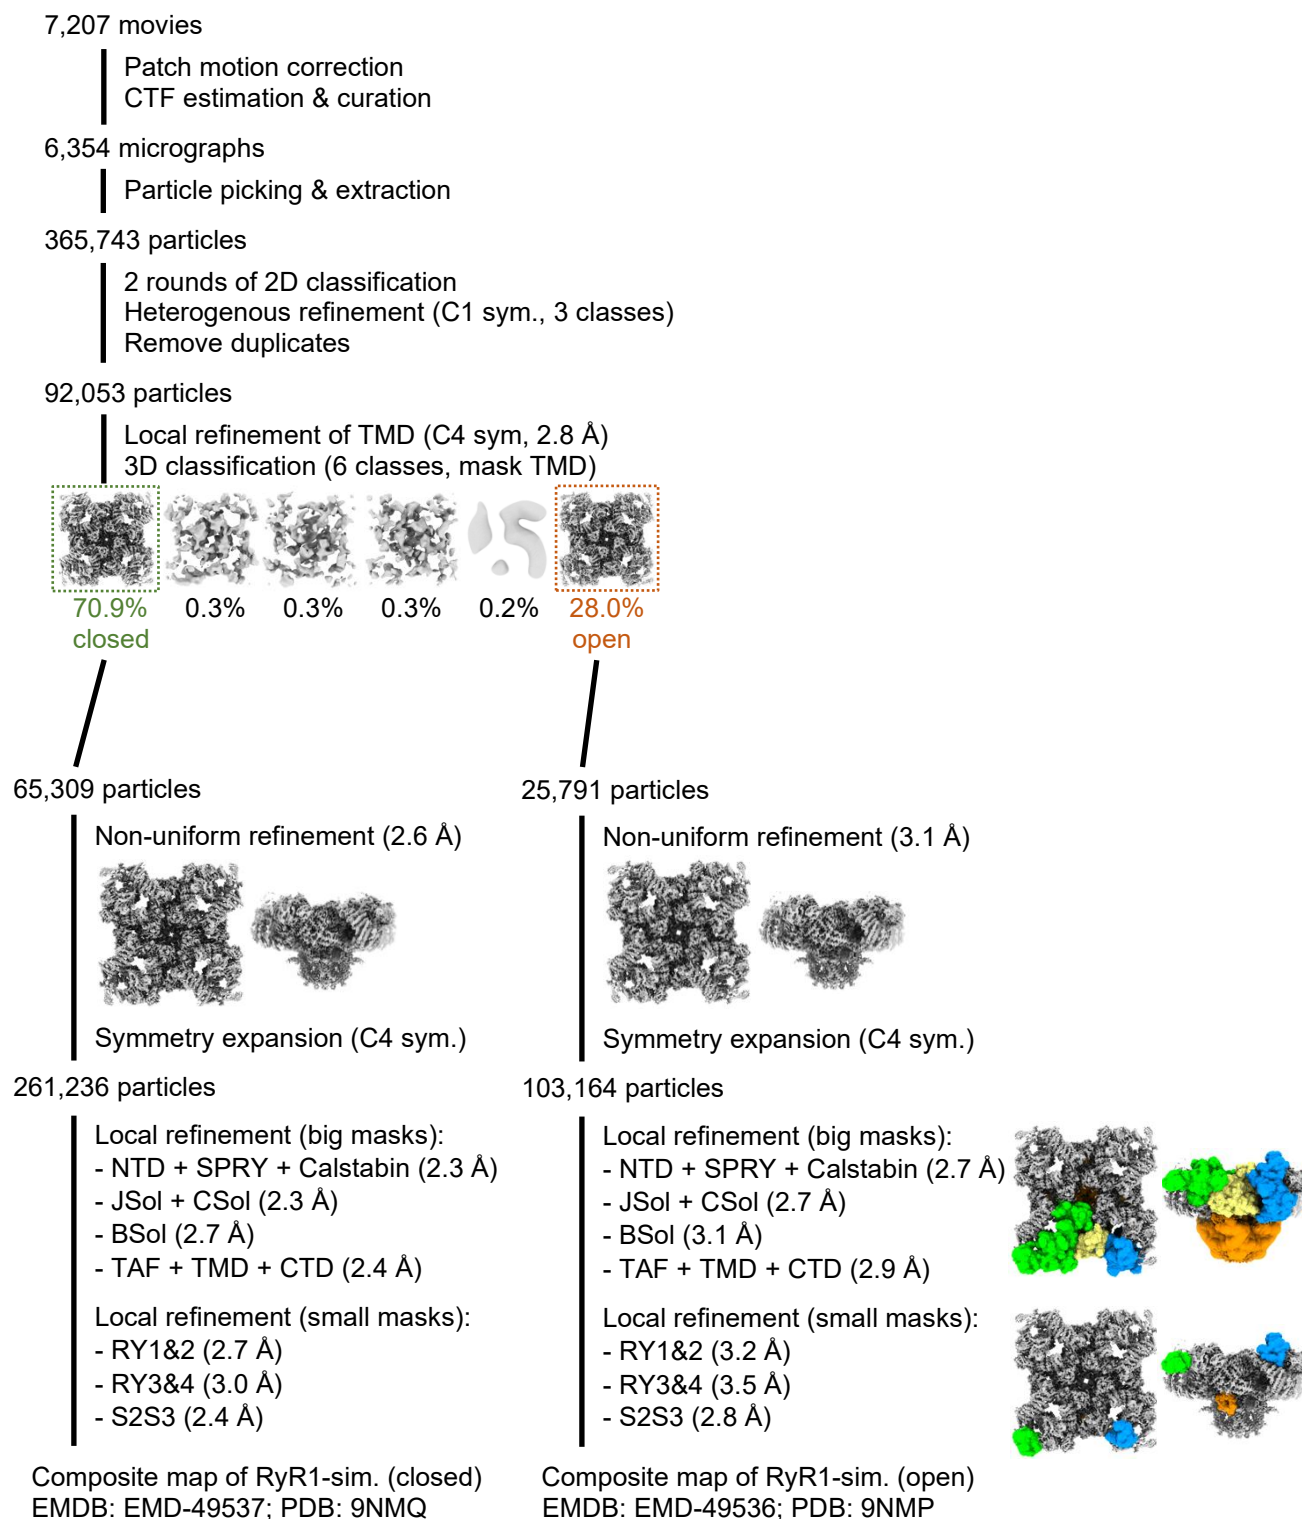 7,207 movies
Patch motion correction
CTF estimation & curation
6,354 micrographs
Particle picking & extraction
365,743 particles
2 rounds of 2D classification
Heterogenous refinement (C1 sym., 3 classes)
Remove duplicates
92,053 particles
Local refinement of TMD (C4 sym, 2.8 Å)
3D classification (6 classes, mask TMD)
70.9% 0.3% 0.3% 0.3% 0.2% 28.0%
closed open
65,309 particles
Non-uniform refinement (2.6 Å)
Symmetry expansion (C4 sym.)
261,236 particles
Local refinement (big masks):
- NTD + SPRY + Calstabin (2.3 Å)
- JSol + CSol (2.3 Å)
- BSol (2.7 Å)
- TAF + TMD + CTD (2.4 Å)
Local refinement (small masks):
- RY1&2 (2.7 Å)
- RY3&4 (3.0 Å)
- S2S3 (2.4 Å)
Composite map of RyR1-sim. (closed)
EMDB: EMD-49537; PDB: 9NMQ
25,791 particles
Non-uniform refinement (3.1 Å)
Symmetry expansion (C4 sym.)
103,164 particles
Local refinement (big masks):
- NTD + SPRY + Calstabin (2.7 Å)
- JSol + CSol (2.7 Å)
- BSol (3.1 Å)
- TAF + TMD + CTD (2.9 Å)
Local refinement (small masks):
- RY1&2 (3.2 Å)
- RY3&4 (3.5 Å)
- S2S3 (2.8 Å)
Composite map of RyR1-sim. (open)
EMDB: EMD-49536; PDB: 9NMP